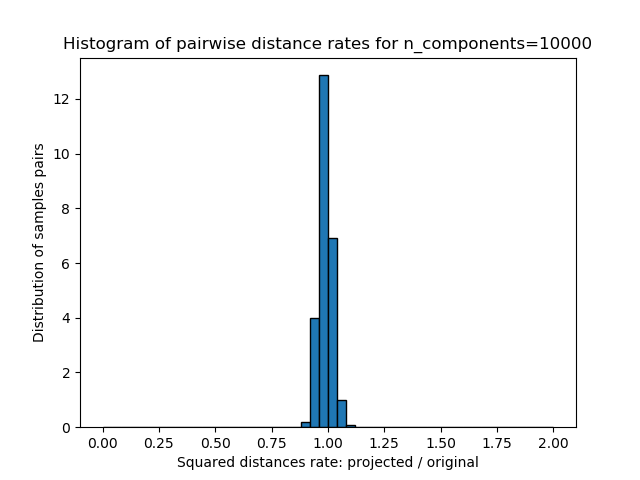 Histogram of pairwise distance rates for n_components=10000
12
10
8
6
4
2
0
Distribution of samples pairs
0.00 0.25 0.50 0.75 1.00 1.25 1.50 1.75 2.00
Squared distances rate: projected / original